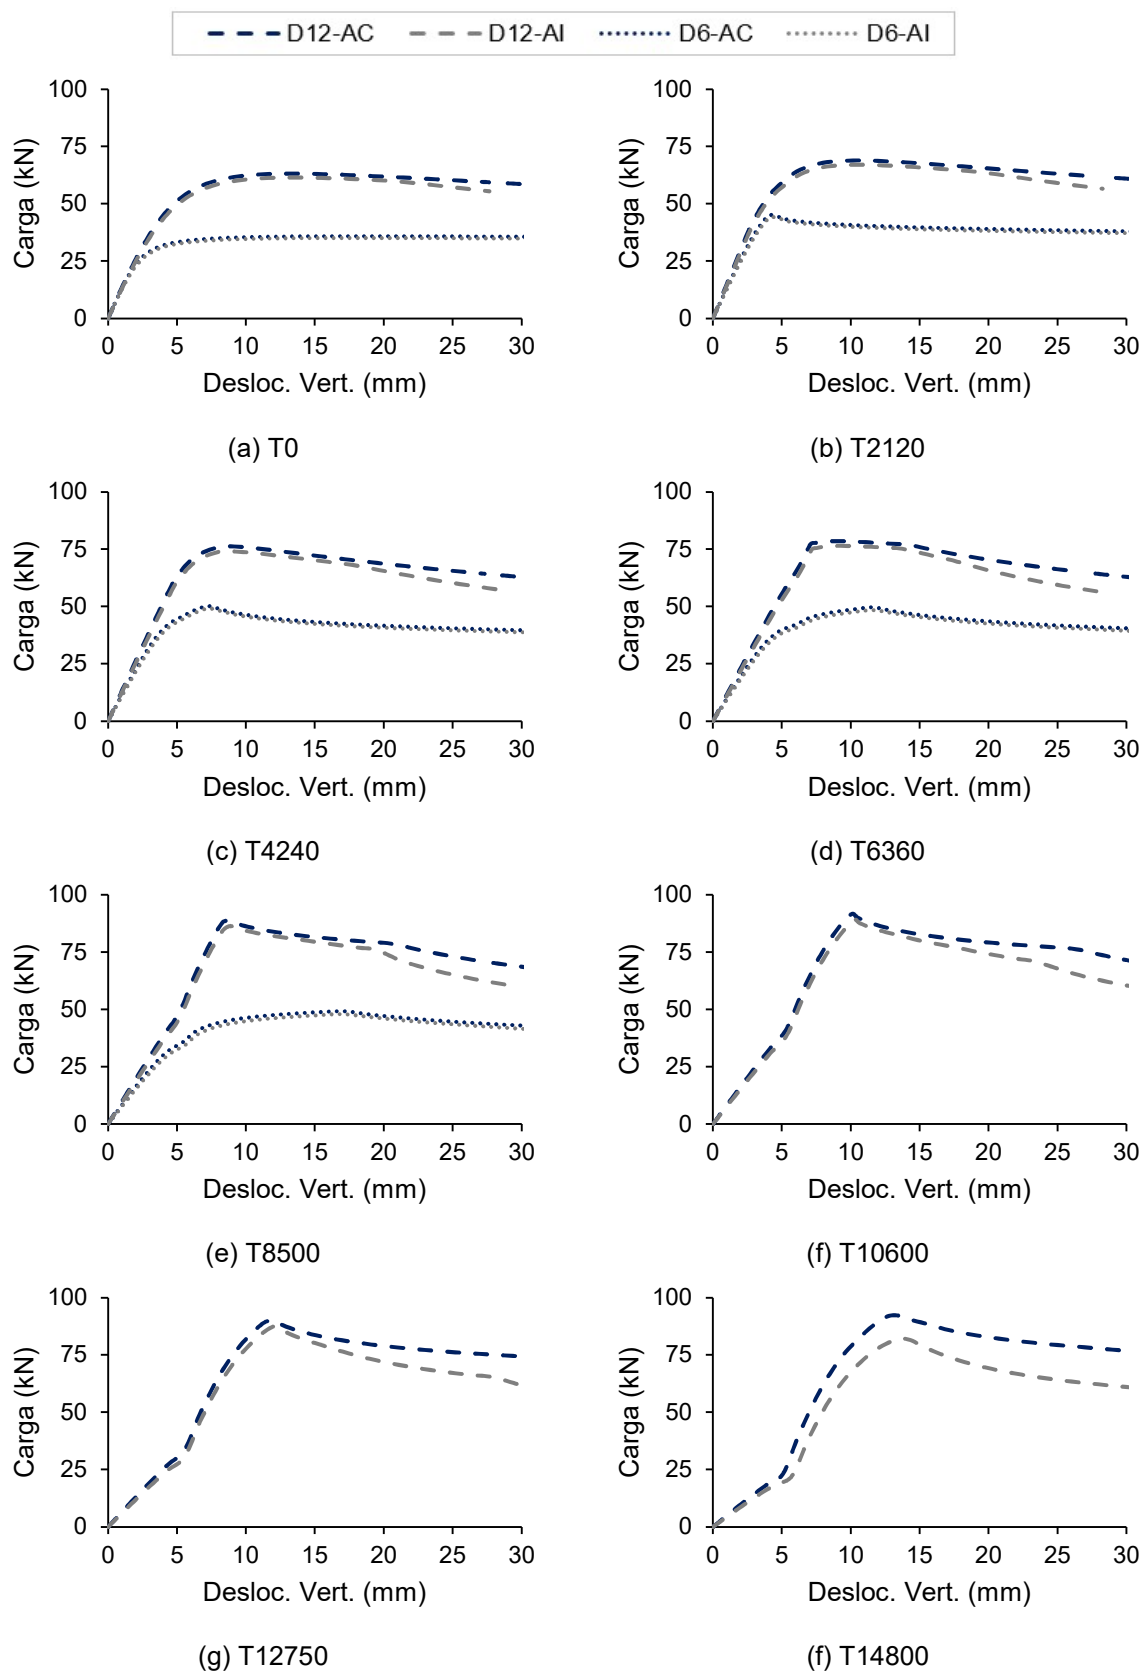 D12-AC D12-AI D6-AC D6-AI
100
75
50
25
0
Carga (kN)
0 5 10 15 20 25 30
Desloc. Vert. (mm)
(a) T0
100
75
50
25
0
Carga (kN)
0 5 10 15 20 25 30
Desloc. Vert. (mm)
(b) T2120
100
75
50
25
0
Carga (kN)
0 5 10 15 20 25 30
Desloc. Vert. (mm)
(c) T4240
100
75
50
25
0
Carga (kN)
0 5 10 15 20 25 30
Desloc. Vert. (mm)
(d) T6360
100
75
50
25
0
Carga (kN)
0 5 10 15 20 25 30
Desloc. Vert. (mm)
(e) T8500
100
75
50
25
0
Carga (kN)
0 5 10 15 20 25 30
Desloc. Vert. (mm)
(f) T10600
100
75
50
25
0
Carga (kN)
0 5 10 15 20 25 30
Desloc. Vert. (mm)
(g) T12750
100
75
50
25
0
Carga (kN)
0 5 10 15 20 25 30
Desloc. Vert. (mm)
(f) T14800